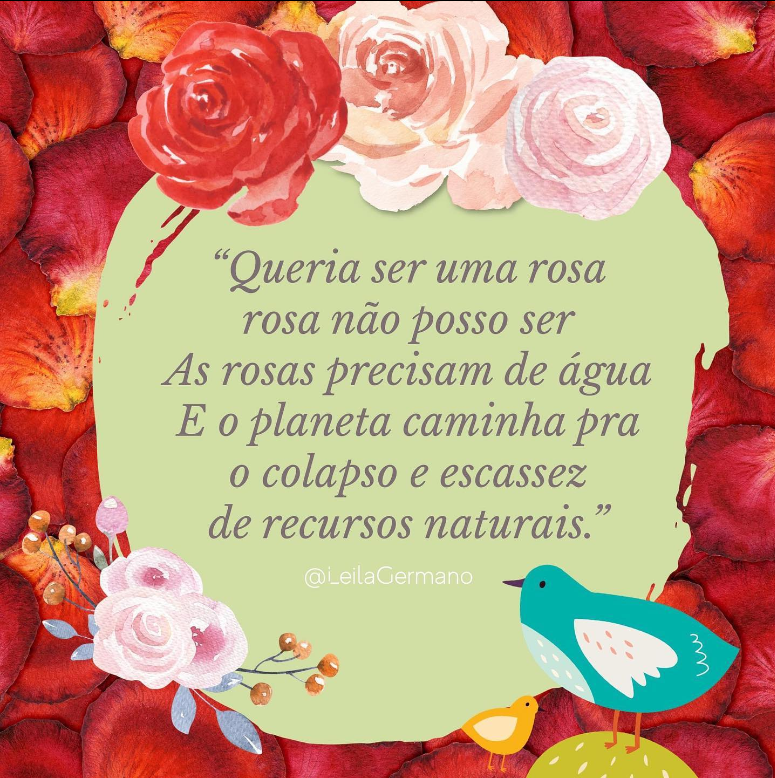 “Queria ser uma rosa
rosa não posso ser
As rosas precisam de água
E o planeta caminha pra
o colapso e escassez
de recursos naturais.”
@LeilaGermano